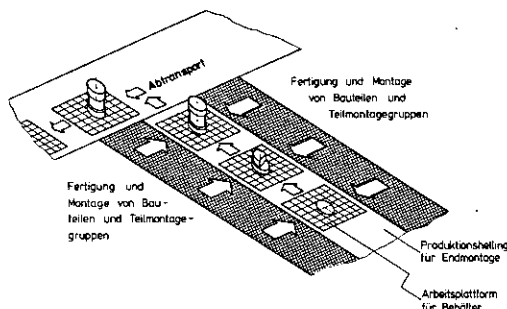 Abtransport
Fertigung und Montage
von Bauteilen und
Teilmontagegruppen
Fertigung und
Montage von Bau-
teilen und Teilmontage-
gruppen
Produktionshelling
für Endmontage
Arbeitsplattform
für Behälter